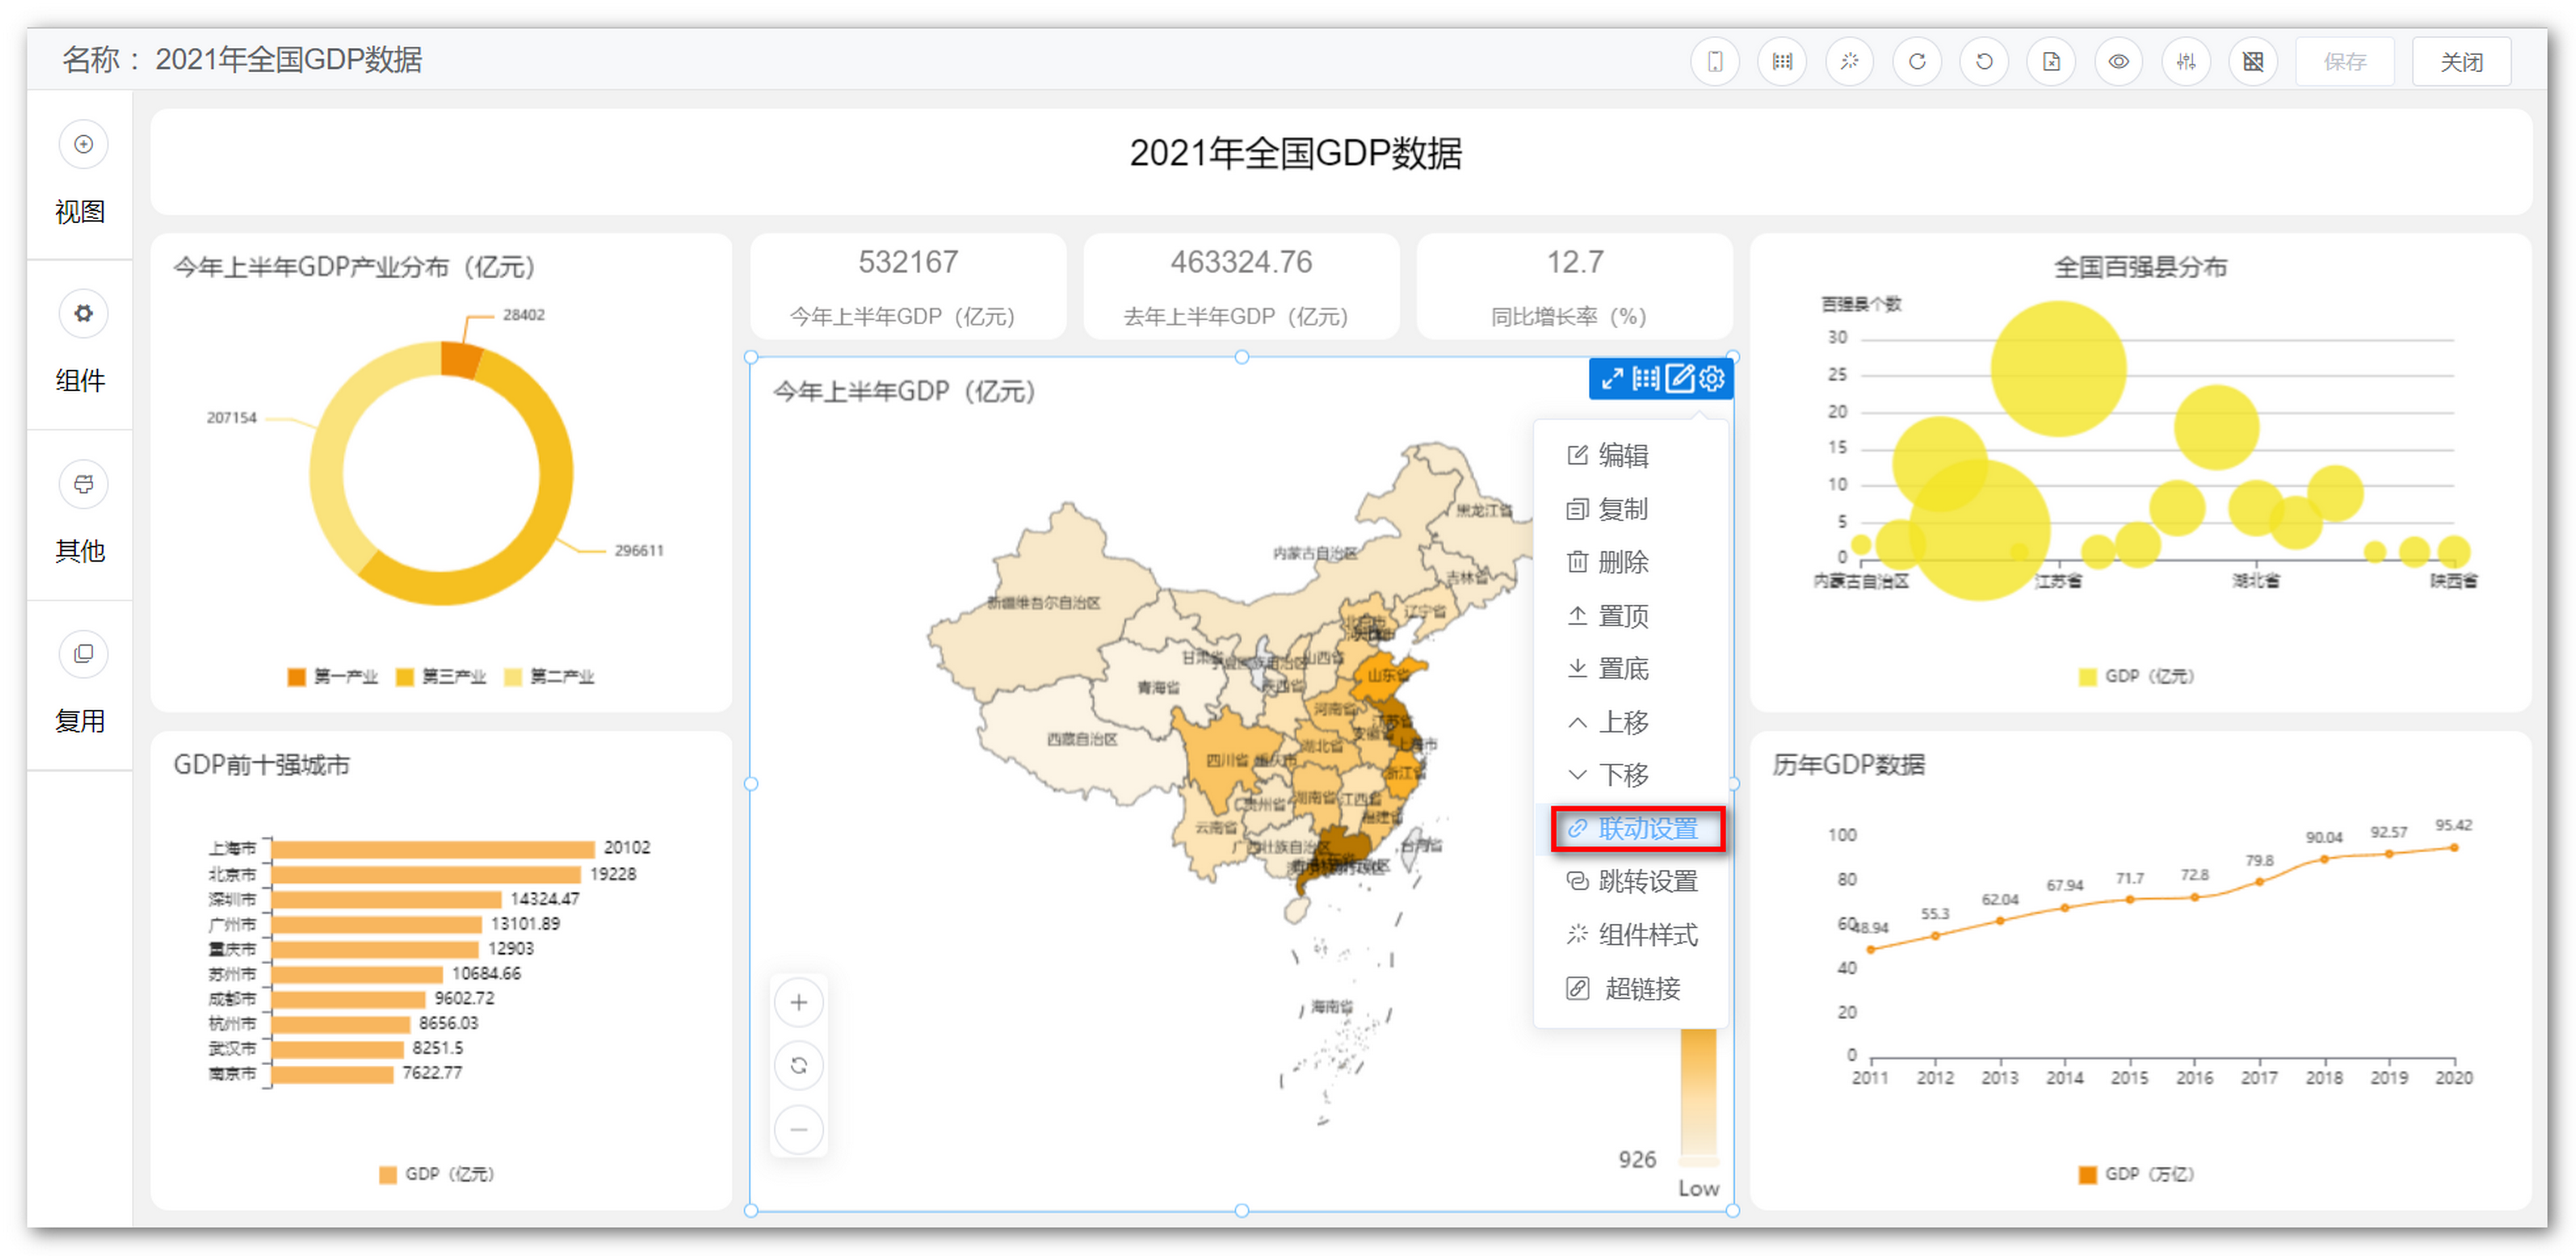 名称： 2021年全国GDP数据
保存
关闭
视图
组件
其他
复用
2021年全国GDP数据
今年上半年GDP产业分布（亿元）
28402
207154
296611
第一产业 第三产业 第二产业
532167
今年上半年GDP（亿元）
463324.76
去年上半年GDP（亿元）
12.7
同比增长率（%）
今年上半年GDP（亿元）
黑龙江省
内蒙古自治区
吉林省
新疆维吾尔自治区
辽宁省
北京市
甘肃省
山西省
山东省
青海省
陕西省
河南省
江苏省
西藏自治区
安徽省
上海市
湖北省
四川省
重庆市
浙江省
贵州省
湖南省
江西省
福建省
云南省
广西壮族自治区
台湾省
海南省
926
Low
编辑
复制
删除
置顶
置底
上移
下移
联动设置
跳转设置
组件样式
超链接
全国百强县分布
百强县个数
30
25
20
15
10
5
0
内蒙古自治区 江苏省 湖北省 陕西省
GDP（亿元）
GDP前十强城市
上海市 20102
北京市 19228
深圳市 14324.47
广州市 13101.89
重庆市 12903
苏州市 10684.66
成都市 9602.72
杭州市 8656.03
武汉市 8251.5
南京市 7622.77
GDP（亿元）
历年GDP数据
100
80
60
40
20
0
48.94 55.3 62.04 67.94 71.7 72.8 79.8 90.04 92.57 95.42
2011 2012 2013 2014 2015 2016 2017 2018 2019 2020
GDP（万亿）